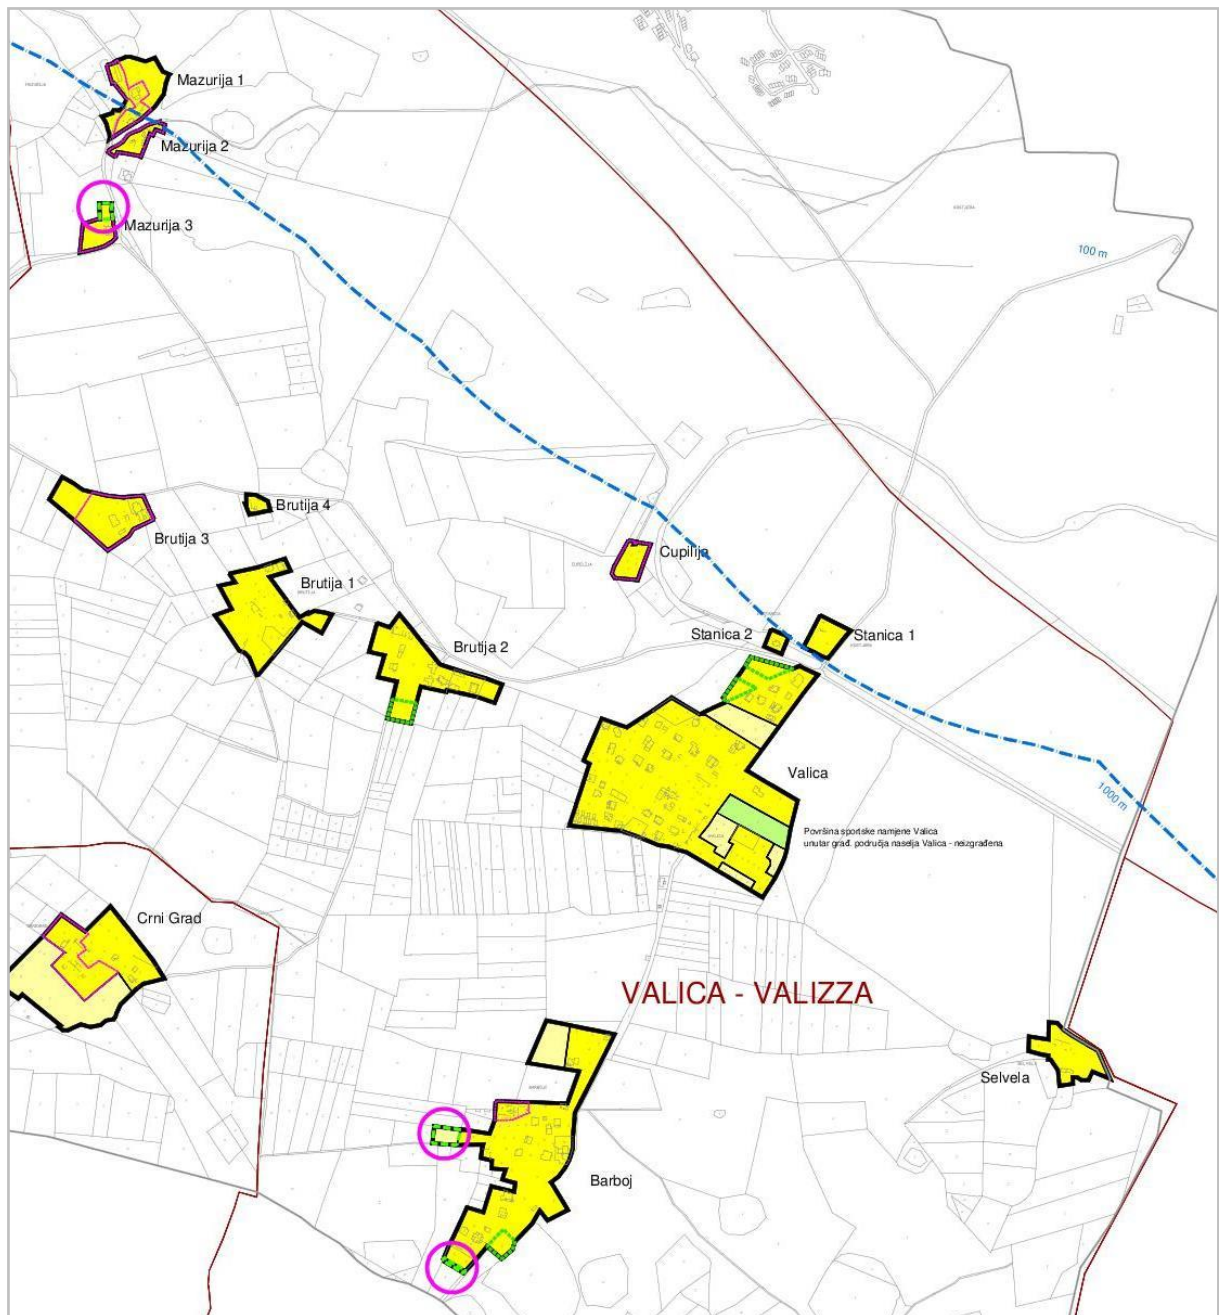 Mazurija 1
Mazurija 2
Mazurija 3
100 m
Brutija 4
Brutija 3
Cupilija
Brutija 1
Stanica 2
Stanica 1
Brutija 2
Valica
1000 m
Površina sportske namjene Valica
unutar građ. područja naselja Valica - neizgrađena
Crni Grad
VALICA - VALIZZA
Selvela
Barboj